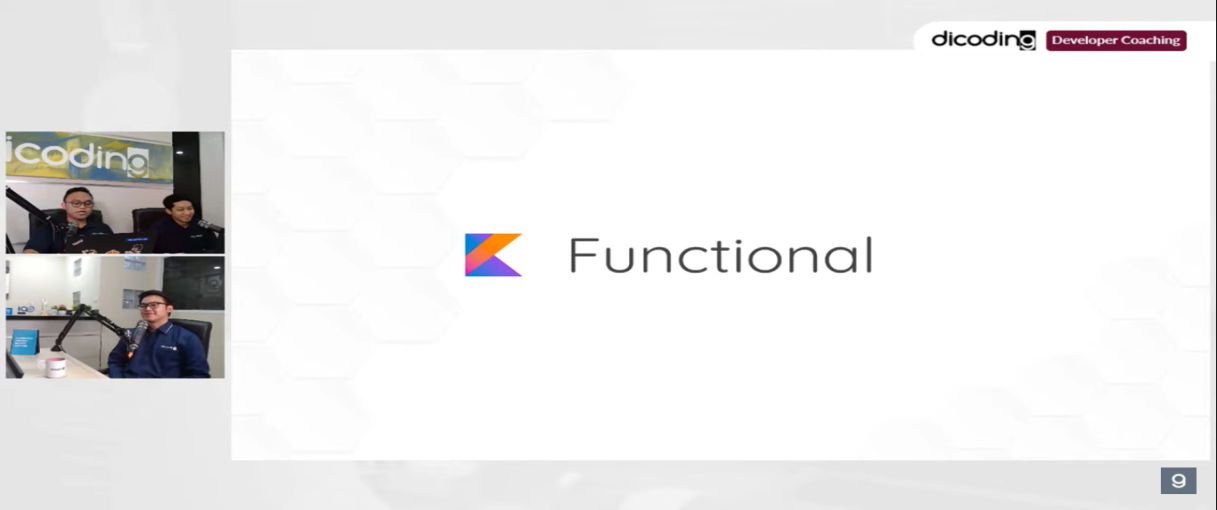 dicoding Developer Coaching
icoding
Functional
9